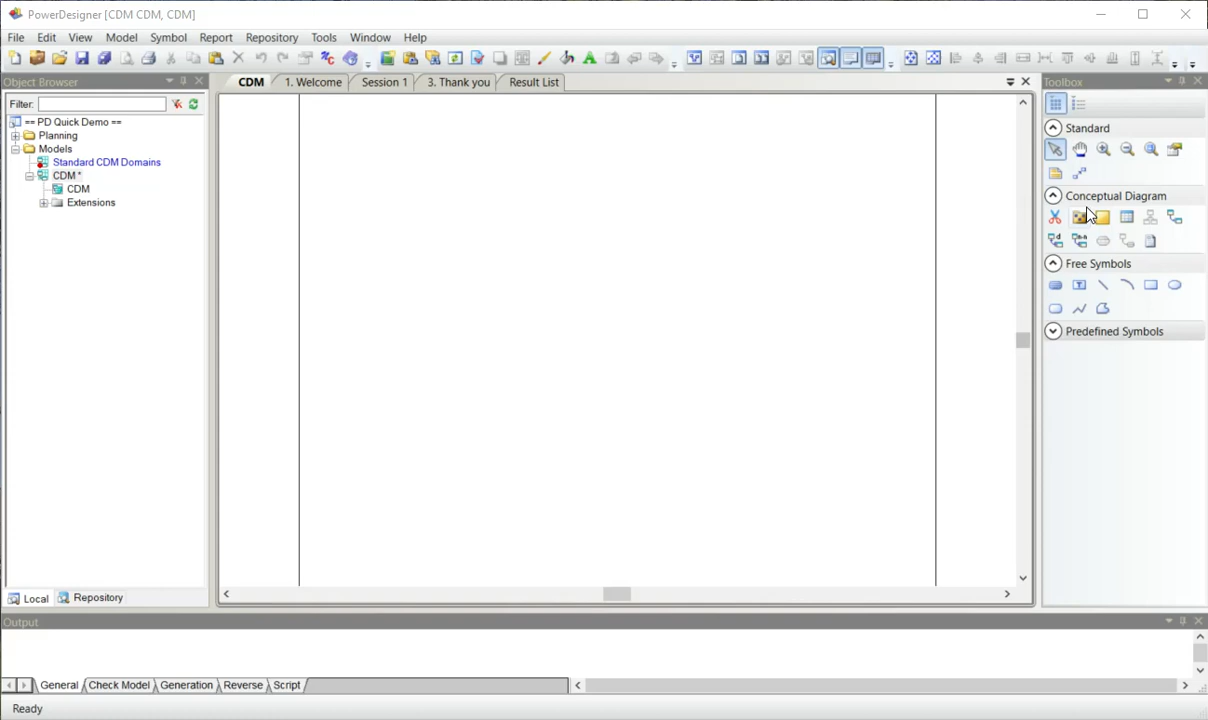 PowerDesigner [CDM CDM, CDM]
File Edit View Model Symbol Report Repository Tools Window Help
Object Browser
CDM 1. Welcome Session 1 3. Thank you Result List
Toolbox
Filter:
== PD Quick Demo ==
Planning
Models
Standard CDM Domains
CDM *
CDM
Extensions
Standard
Conceptual Diagram
Free Symbols
Predefined Symbols
Local Repository
Output
General Check Model Generation Reverse Script
Ready